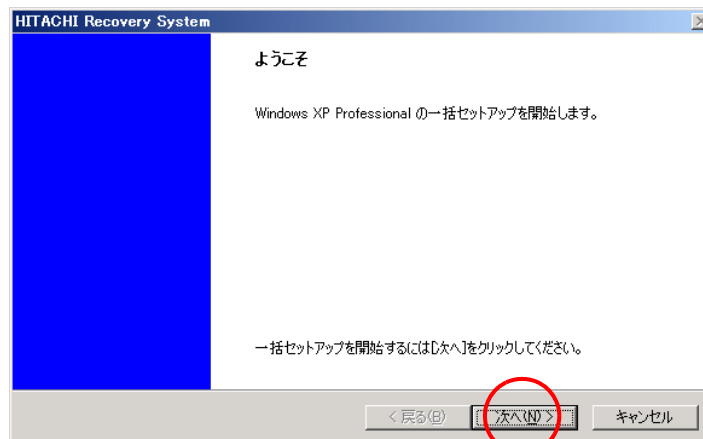 HITACHI Recovery System
ようこそ
Windows XP Professional の一括セットアップを開始します。
一括セットアップを開始するには[次へ]をクリックしてください。
< 戻る(B)
次へ(N) >
キャンセル